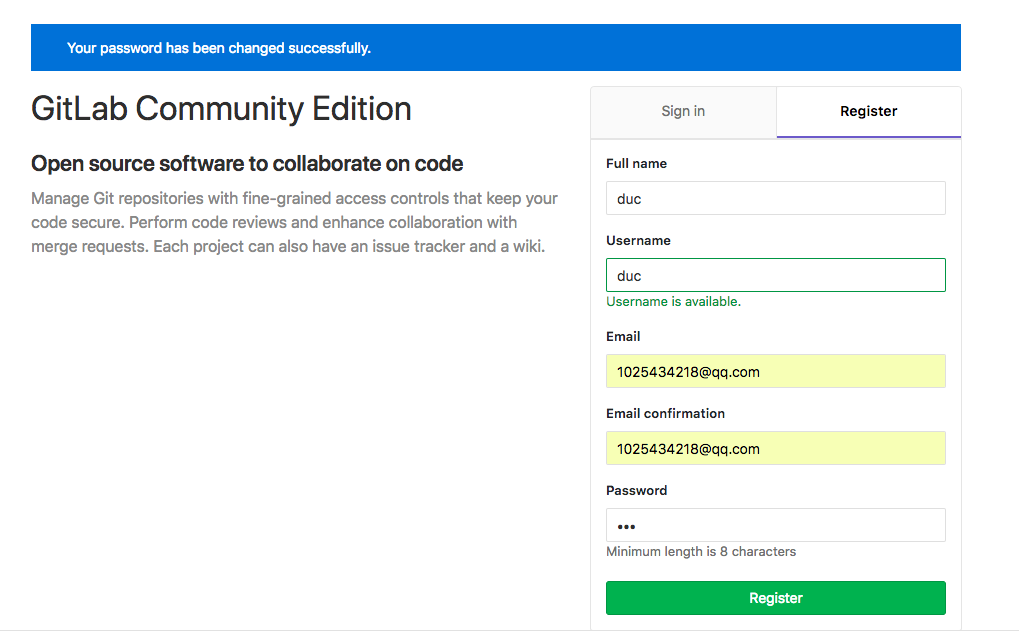 Your password has been changed successfully.
GitLab Community Edition
Open source software to collaborate on code
Manage Git repositories with fine-grained access controls that keep your
code secure. Perform code reviews and enhance collaboration with
merge requests. Each project can also have an issue tracker and a wiki.
Sign in
Register
Full name
duc
Username
duc
Username is available.
Email
1025434218@qq.com
Email confirmation
1025434218@qq.com
Password
•••
Minimum length is 8 characters
Register